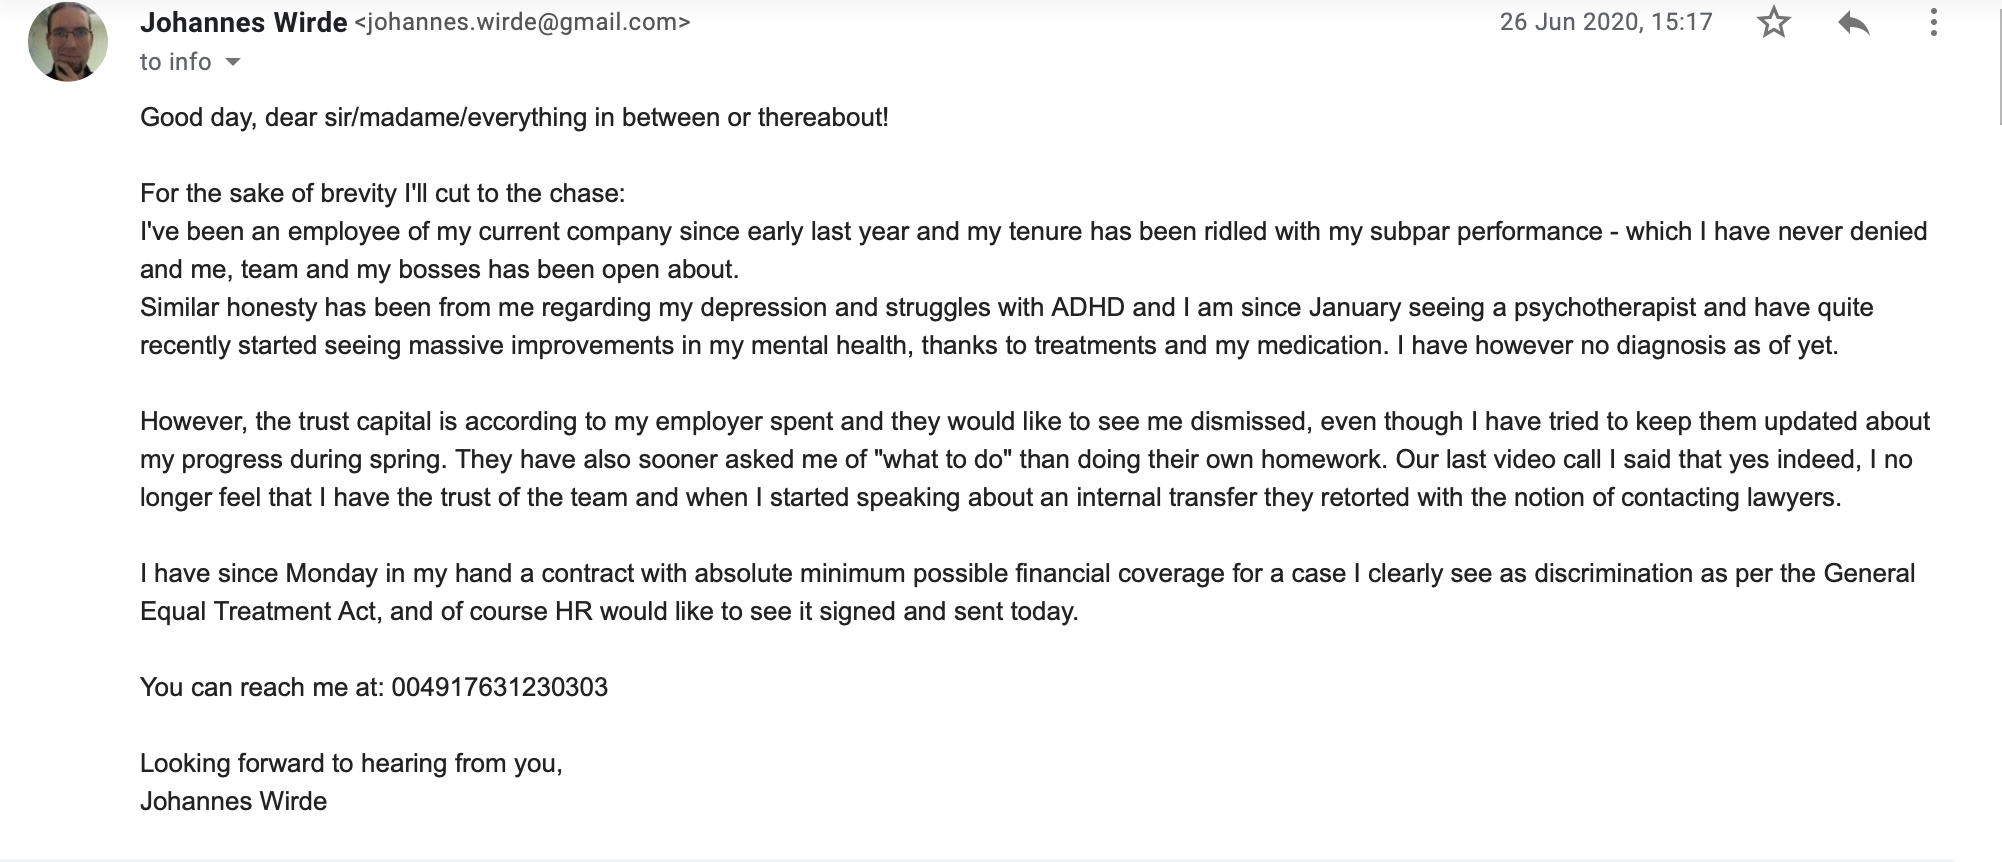 Johannes Wirde <johannes.wirde@gmail.com> 26 Jun 2020, 15:17
to info
Good day, dear sir/madame/everything in between or thereabout!
For the sake of brevity I'll cut to the chase:
I've been an employee of my current company since early last year and my tenure has been ridled with my subpar performance - which I have never denied
and me, team and my bosses has been open about.
Similar honesty has been from me regarding my depression and struggles with ADHD and I am since January seeing a psychotherapist and have quite
recently started seeing massive improvements in my mental health, thanks to treatments and my medication. I have however no diagnosis as of yet.
However, the trust capital is according to my employer spent and they would like to see me dismissed, even though I have tried to keep them updated about
my progress during spring. They have also sooner asked me of "what to do" than doing their own homework. Our last video call I said that yes indeed, I no
longer feel that I have the trust of the team and when I started speaking about an internal transfer they retorted with the notion of contacting lawyers.
I have since Monday in my hand a contract with absolute minimum possible financial coverage for a case I clearly see as discrimination as per the General
Equal Treatment Act, and of course HR would like to see it signed and sent today.
You can reach me at: 004917631230303
Looking forward to hearing from you,
Johannes Wirde